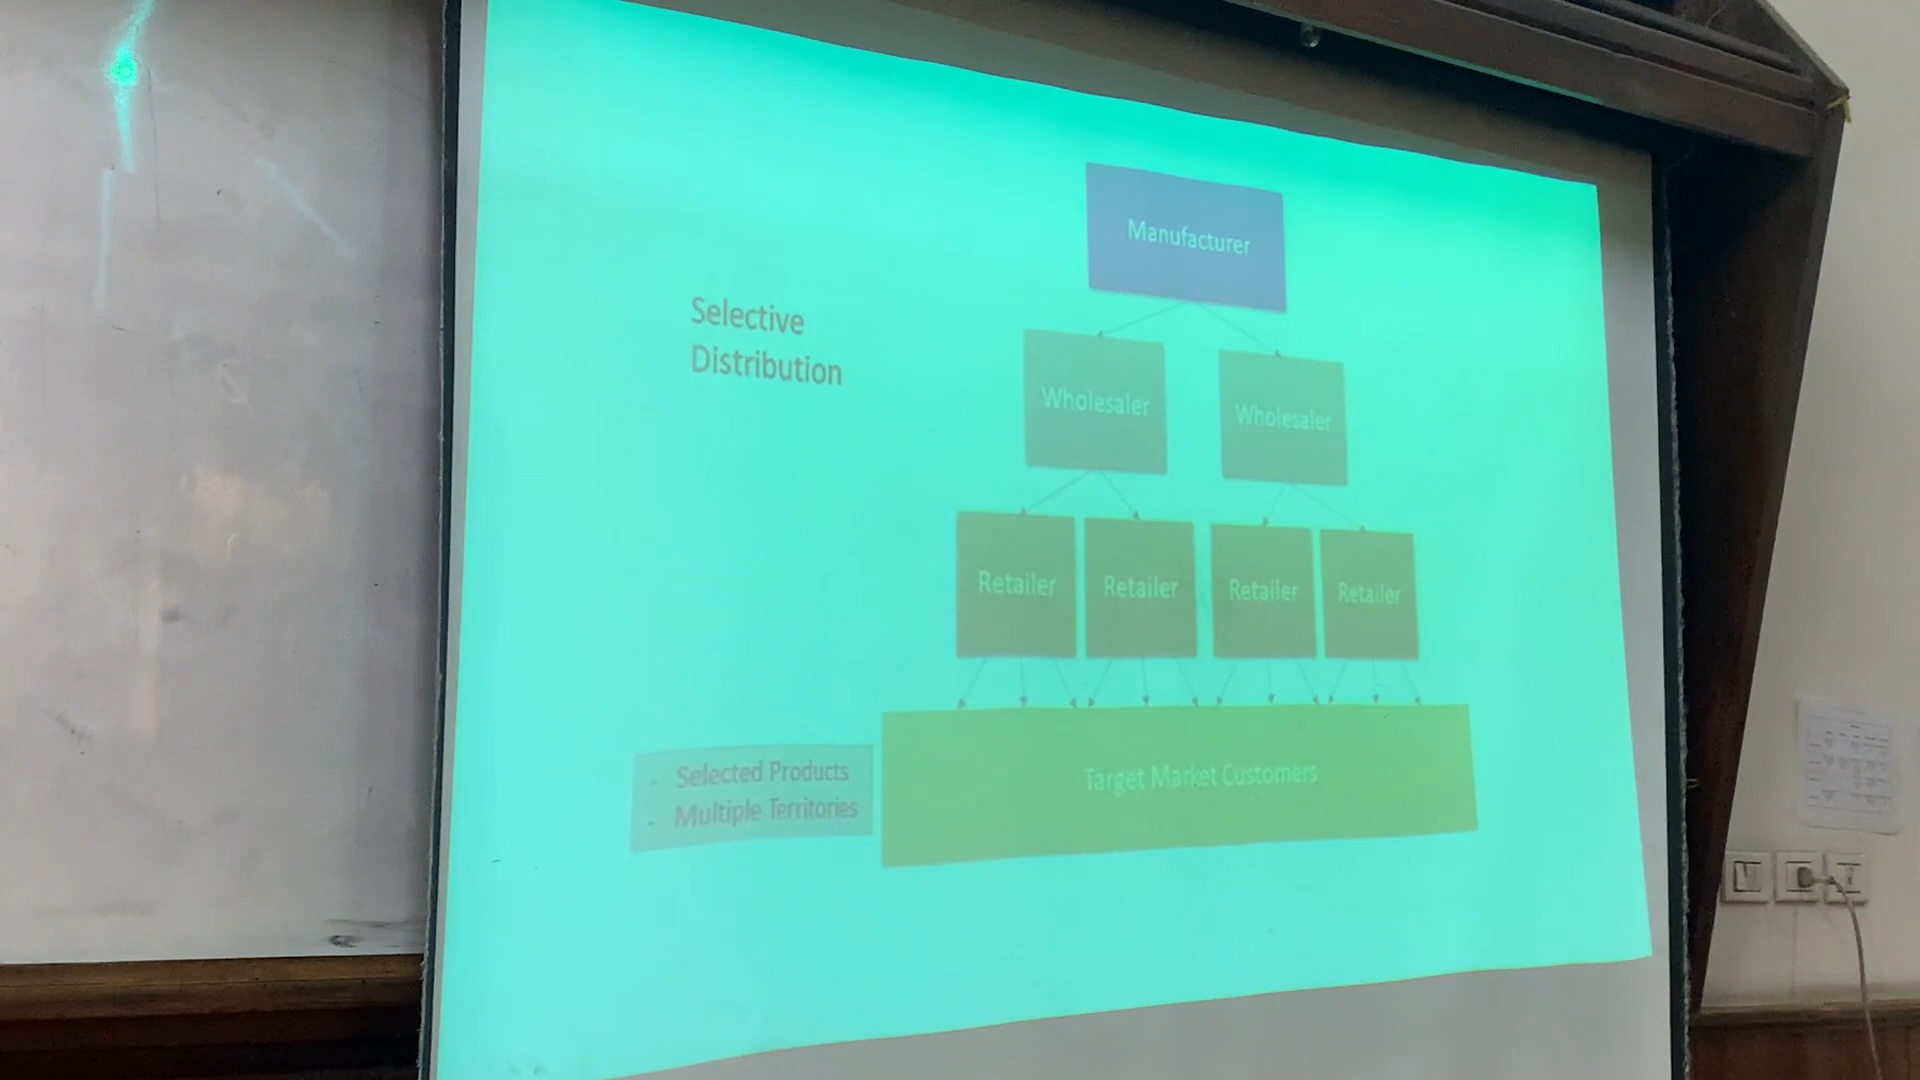 Manufacturer
Selective
Distribution
Wholesaler
Wholesaler
Retailer
Retailer
Retailer
Retailer
Target Market Customers
- Selected Products
- Multiple Territories